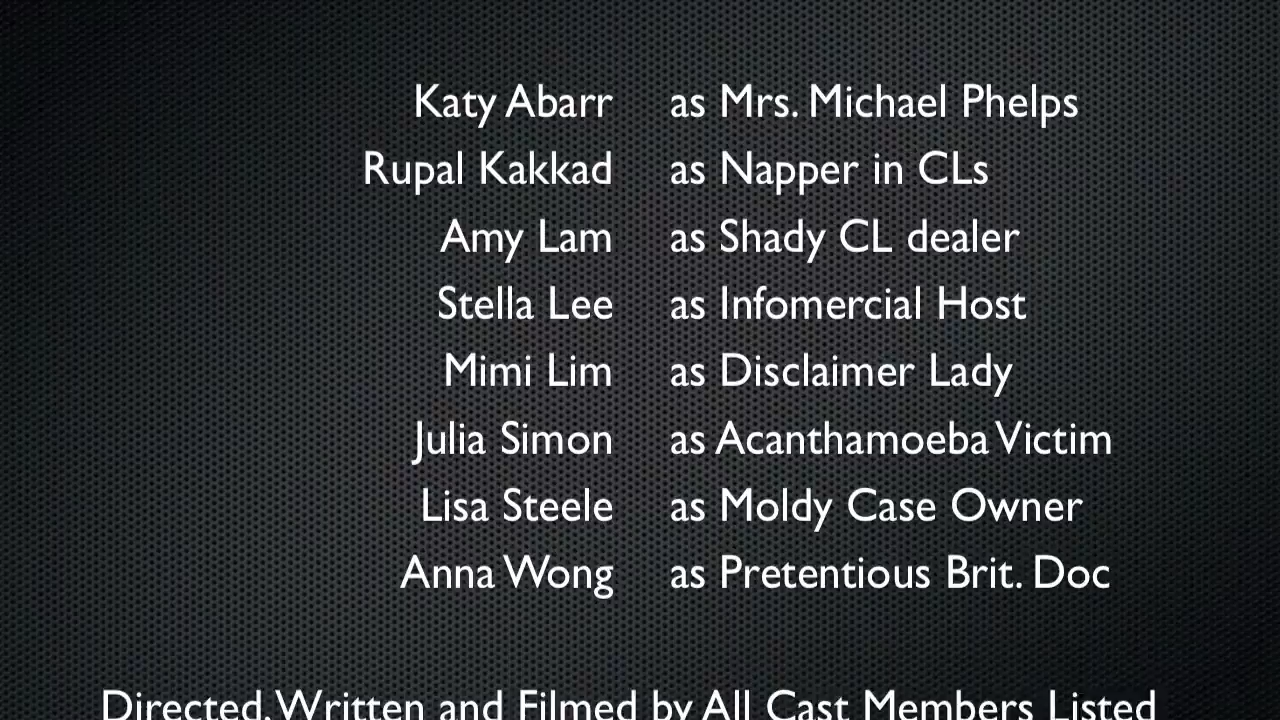 Katy Abarr as Mrs. Michael Phelps
Rupal Kakkad as Napper in CLs
Amy Lam as Shady CL dealer
Stella Lee as Infomercial Host
Mimi Lim as Disclaimer Lady
Julia Simon as Acanthamoeba Victim
Lisa Steele as Moldy Case Owner
Anna Wong as Pretentious Brit. Doc
Directed, Written and Filmed by All Cast Members Listed